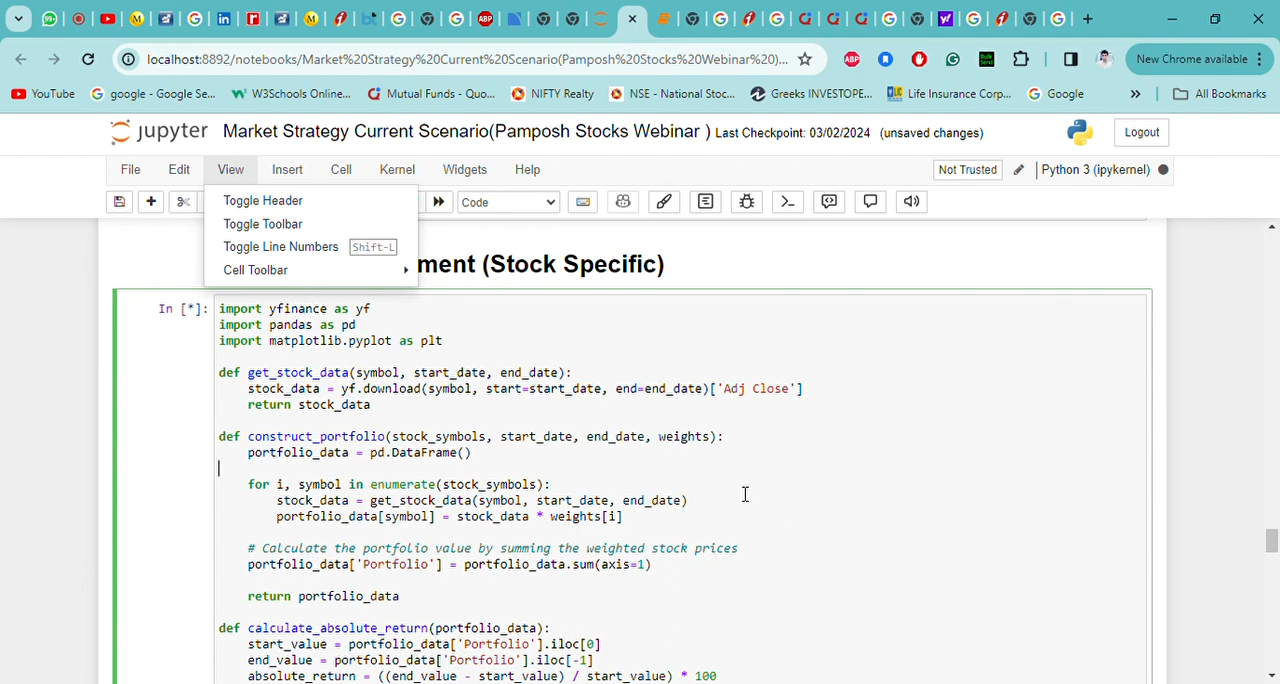 99+
ABP
bt
y!
localhost:8892/notebooks/Market%20Strategy%20Current%20Scenario(Pamposh%20Stocks%20Webinar%20)...
ABP
New Chrome available
YouTube
google - Google Se...
W3Schools Online...
Mutual Funds - Quo...
NIFTY Realty
NSE - National Stoc...
Greeks INVESTOPE...
Life Insurance Corp...
Google
»
All Bookmarks
jupyter Market Strategy Current Scenario(Pamposh Stocks Webinar ) Last Checkpoint: 03/02/2024 (unsaved changes)
Logout
File Edit View Insert Cell Kernel Widgets Help
Not Trusted
Python 3 (ipykernel)
Code
Toggle Header
Toggle Toolbar
Toggle Line Numbers Shift-L
Cell Toolbar
ment (Stock Specific)
In [*]: import yfinance as yf
import pandas as pd
import matplotlib.pyplot as plt
def get_stock_data(symbol, start_date, end_date):
stock_data = yf.download(symbol, start=start_date, end=end_date)['Adj Close']
return stock_data
def construct_portfolio(stock_symbols, start_date, end_date, weights):
portfolio_data = pd.DataFrame()
for i, symbol in enumerate(stock_symbols):
stock_data = get_stock_data(symbol, start_date, end_date)
portfolio_data[symbol] = stock_data * weights[i]
# Calculate the portfolio value by summing the weighted stock prices
portfolio_data['Portfolio'] = portfolio_data.sum(axis=1)
return portfolio_data
def calculate_absolute_return(portfolio_data):
start_value = portfolio_data['Portfolio'].iloc[0]
end_value = portfolio_data['Portfolio'].iloc[-1]
absolute_return = ((end_value - start_value) / start_value) * 100